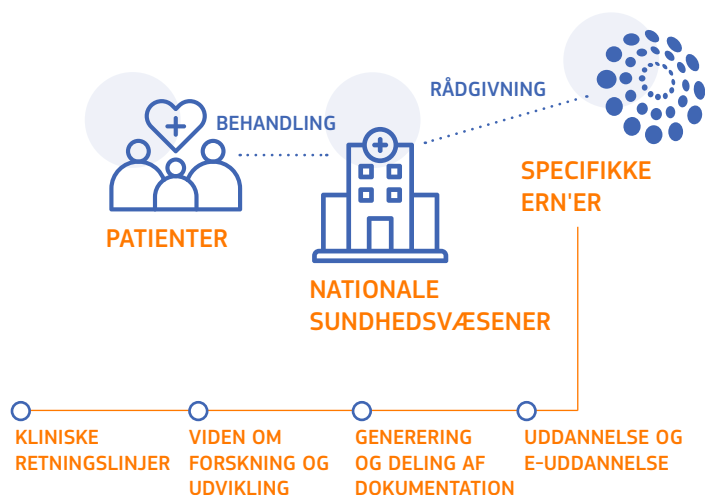 RÅDGIVNING
BEHANDLING
SPECIFIKKE
ERN'ER
PATIENTER
NATIONALE
SUNDHEDSVÆSENER
KLINISKE
RETNINGSLINJER
VIDEN OM
FORSKNING OG
UDVIKLING
GENERERING
OG DELING AF
DOKUMENTATION
UDDANNELSE OG
E-UDDANNELSE